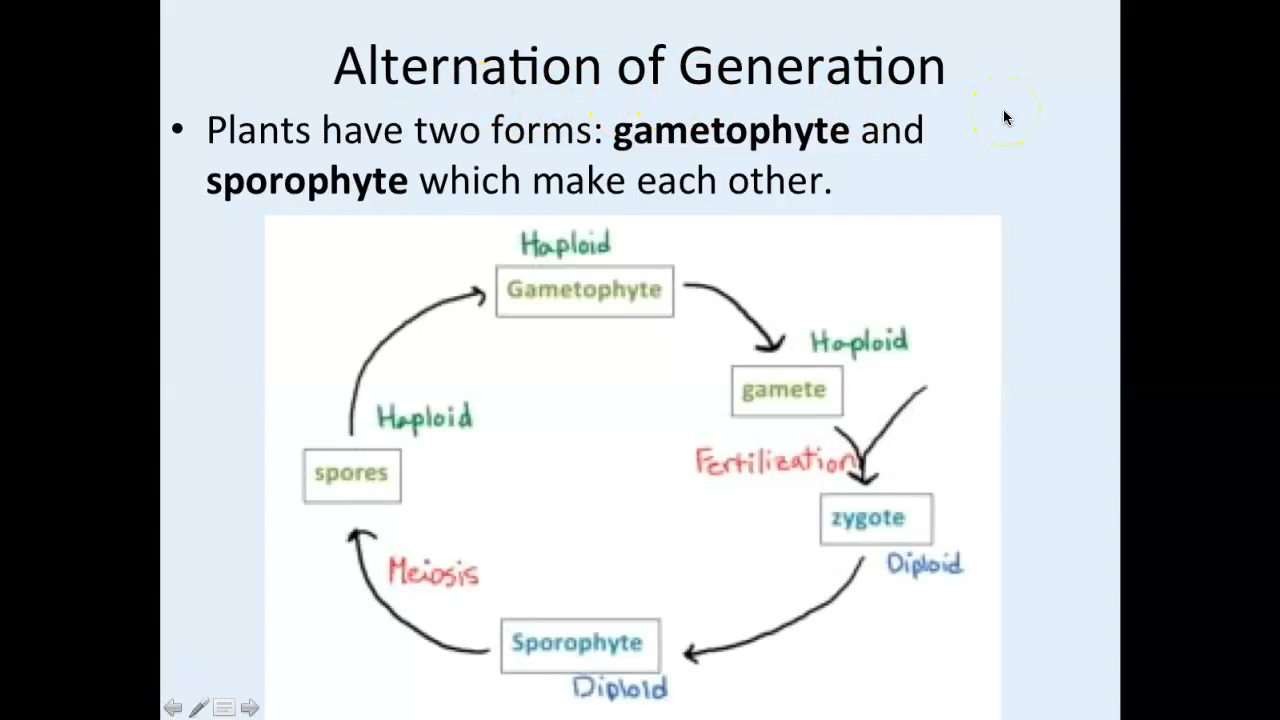 Alternation of Generation
• Plants have two forms: gametophyte and
sporophyte which make each other.
Haploid
Gametophyte
Haploid
gamete
Haploid
Fertilization
spores
zygote
Diploid
Meiosis
Sporophyte
Diploid